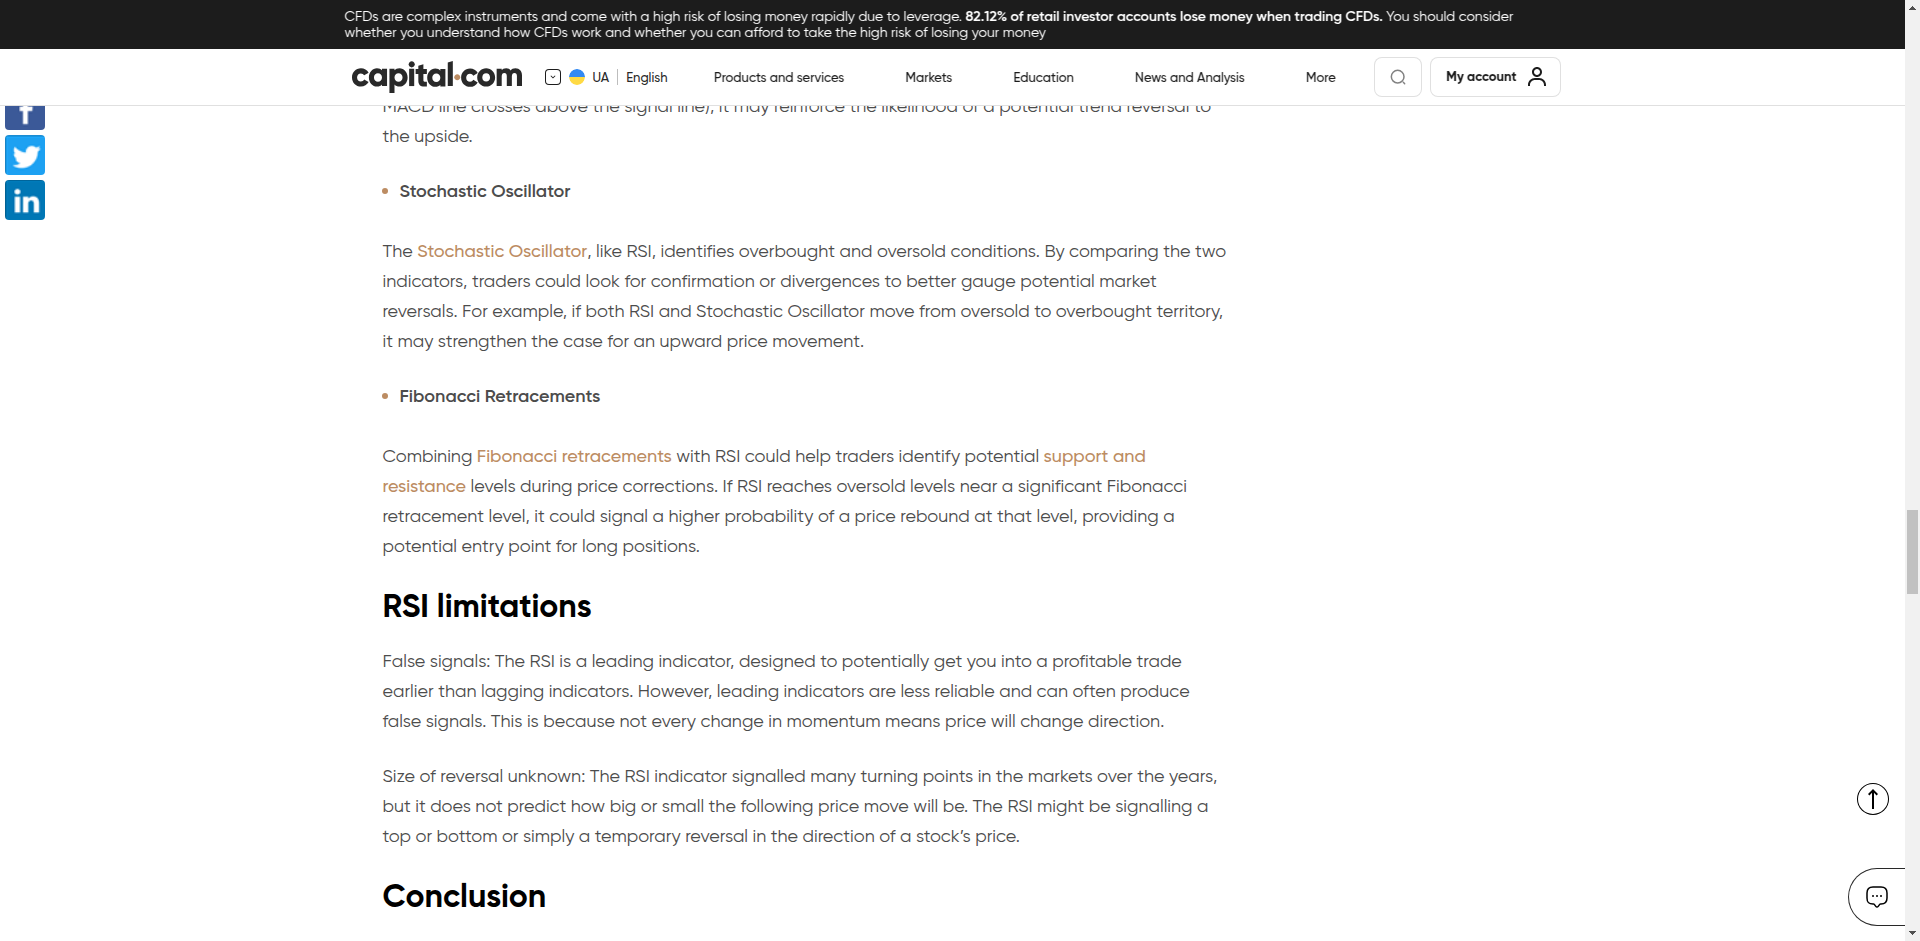 CFDs are complex instruments and come with a high risk of losing money rapidly due to leverage. 82.12% of retail investor accounts lose money when trading CFDs. You should consider
whether you understand how CFDs work and whether you can afford to take the high risk of losing your money
capital.com UA English Products and services Markets Education News and Analysis More My account
MACD line crosses above the signal line), it may reinforce the likelihood of a potential trend reversal to
the upside.
Stochastic Oscillator
The Stochastic Oscillator, like RSI, identifies overbought and oversold conditions. By comparing the two
indicators, traders could look for confirmation or divergences to better gauge potential market
reversals. For example, if both RSI and Stochastic Oscillator move from oversold to overbought territory,
it may strengthen the case for an upward price movement.
Fibonacci Retracements
Combining Fibonacci retracements with RSI could help traders identify potential support and
resistance levels during price corrections. If RSI reaches oversold levels near a significant Fibonacci
retracement level, it could signal a higher probability of a price rebound at that level, providing a
potential entry point for long positions.
RSI limitations
False signals: The RSI is a leading indicator, designed to potentially get you into a profitable trade
earlier than lagging indicators. However, leading indicators are less reliable and can often produce
false signals. This is because not every change in momentum means price will change direction.
Size of reversal unknown: The RSI indicator signalled many turning points in the markets over the years,
but it does not predict how big or small the following price move will be. The RSI might be signalling a
top or bottom or simply a temporary reversal in the direction of a stock’s price.
Conclusion